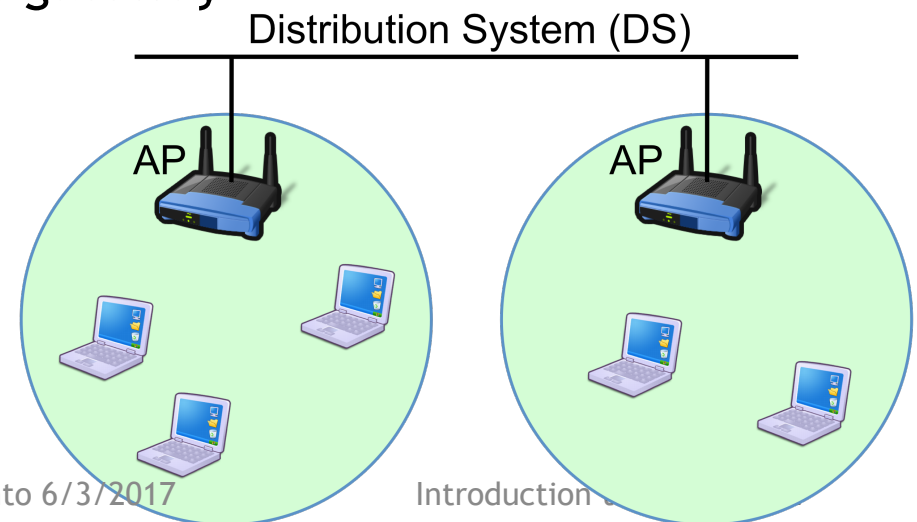 Distribution System (DS)
AP
AP
to 6/3/2017
Introduction